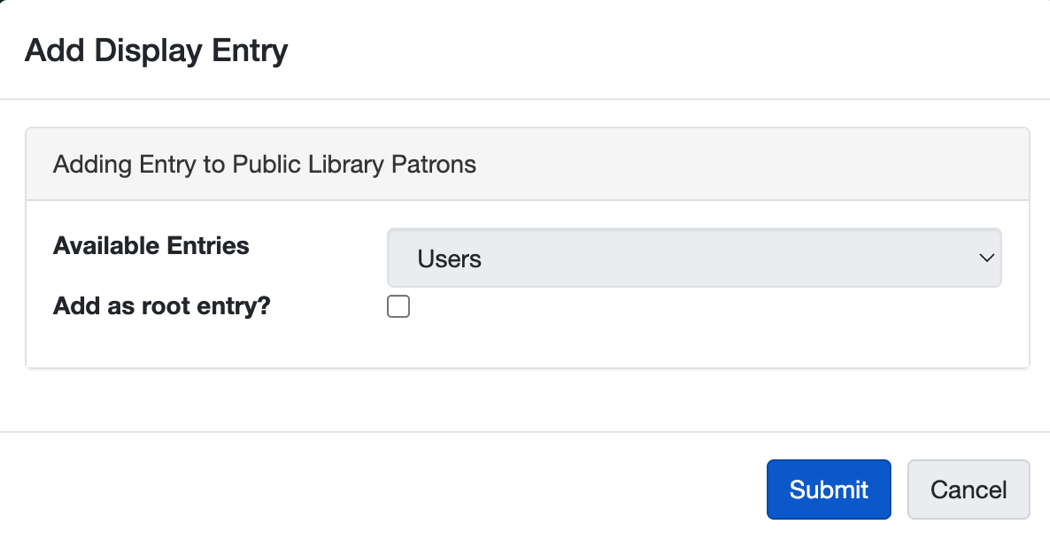 Add Display Entry
Adding Entry to Public Library Patrons
Available Entries
Users
Add as root entry?
Submit
Cancel